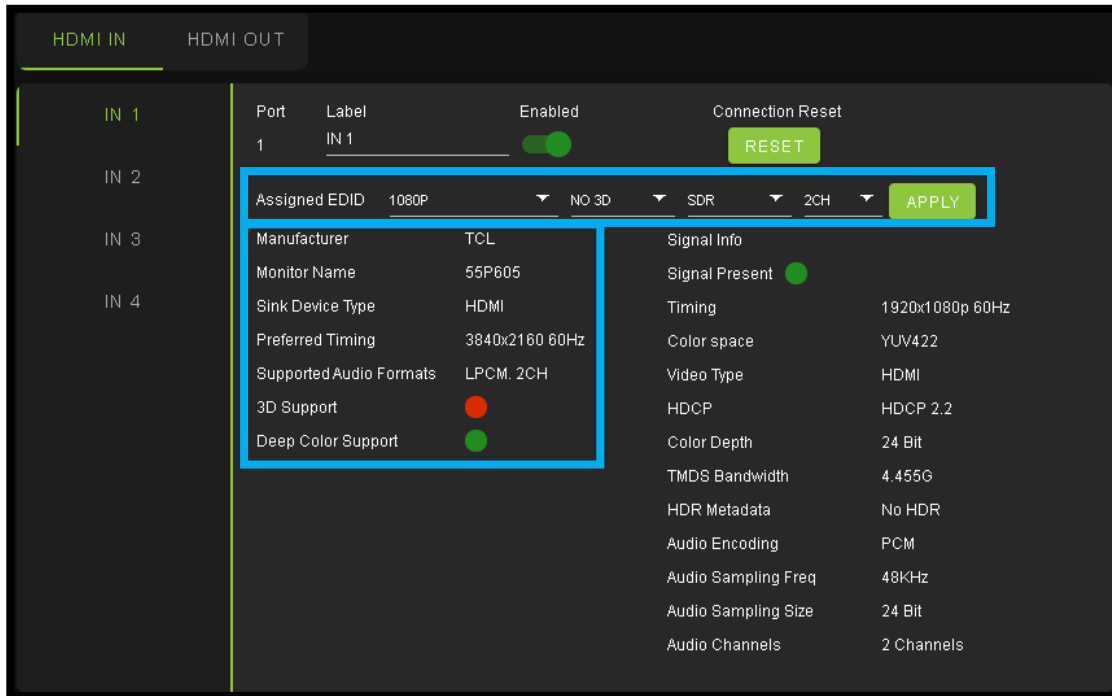 HDMI IN HDMI OUT
IN 1
IN 2
IN 3
IN 4
Port Label Enabled Connection Reset
1 IN 1 RESET
Assigned EDID 1080P NO 3D SDR 2CH APPLY
Manufacturer TCL
Monitor Name 55P605
Sink Device Type HDMI
Preferred Timing 3840x2160 60Hz
Supported Audio Formats LPCM. 2CH
3D Support
Deep Color Support
Signal Info
Signal Present
Timing 1920x1080p 60Hz
Color space YUV422
Video Type HDMI
HDCP HDCP 2.2
Color Depth 24 Bit
TMDS Bandwidth 4.455G
HDR Metadata No HDR
Audio Encoding PCM
Audio Sampling Freq 48KHz
Audio Sampling Size 24 Bit
Audio Channels 2 Channels